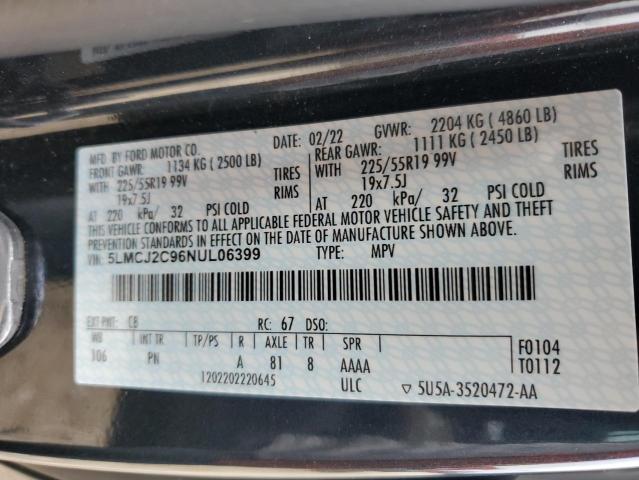 MFD. BY FORD MOTOR CO. DATE: 02/22 GVWR: 2204 KG ( 4860 LB)
FRONT GAWR: 1134 KG ( 2500 LB) REAR GAWR: 1111 KG ( 2450 LB)
WITH 225/55R19 99V TIRES WITH 225/55R19 99V TIRES
19x7.5J RIMS 19x7.5J RIMS
AT 220 kPa/ 32 PSI COLD AT 220 kPa/ 32 PSI COLD
THIS VEHICLE CONFORMS TO ALL APPLICABLE FEDERAL MOTOR VEHICLE SAFETY AND THEFT
PREVENTION STANDARDS IN EFFECT ON THE DATE OF MANUFACTURE SHOWN ABOVE.
VIN: 5LMCJ2C96NUL06399 TYPE: MPV
EXT PNT: C8 RC: 67 DSO:
WB INT TR TP/PS R AXLE TR SPR F0104
106 PN A 81 8 AAAA T0112
1202202220645 ULC ▽ 5U5A-3520472-AA